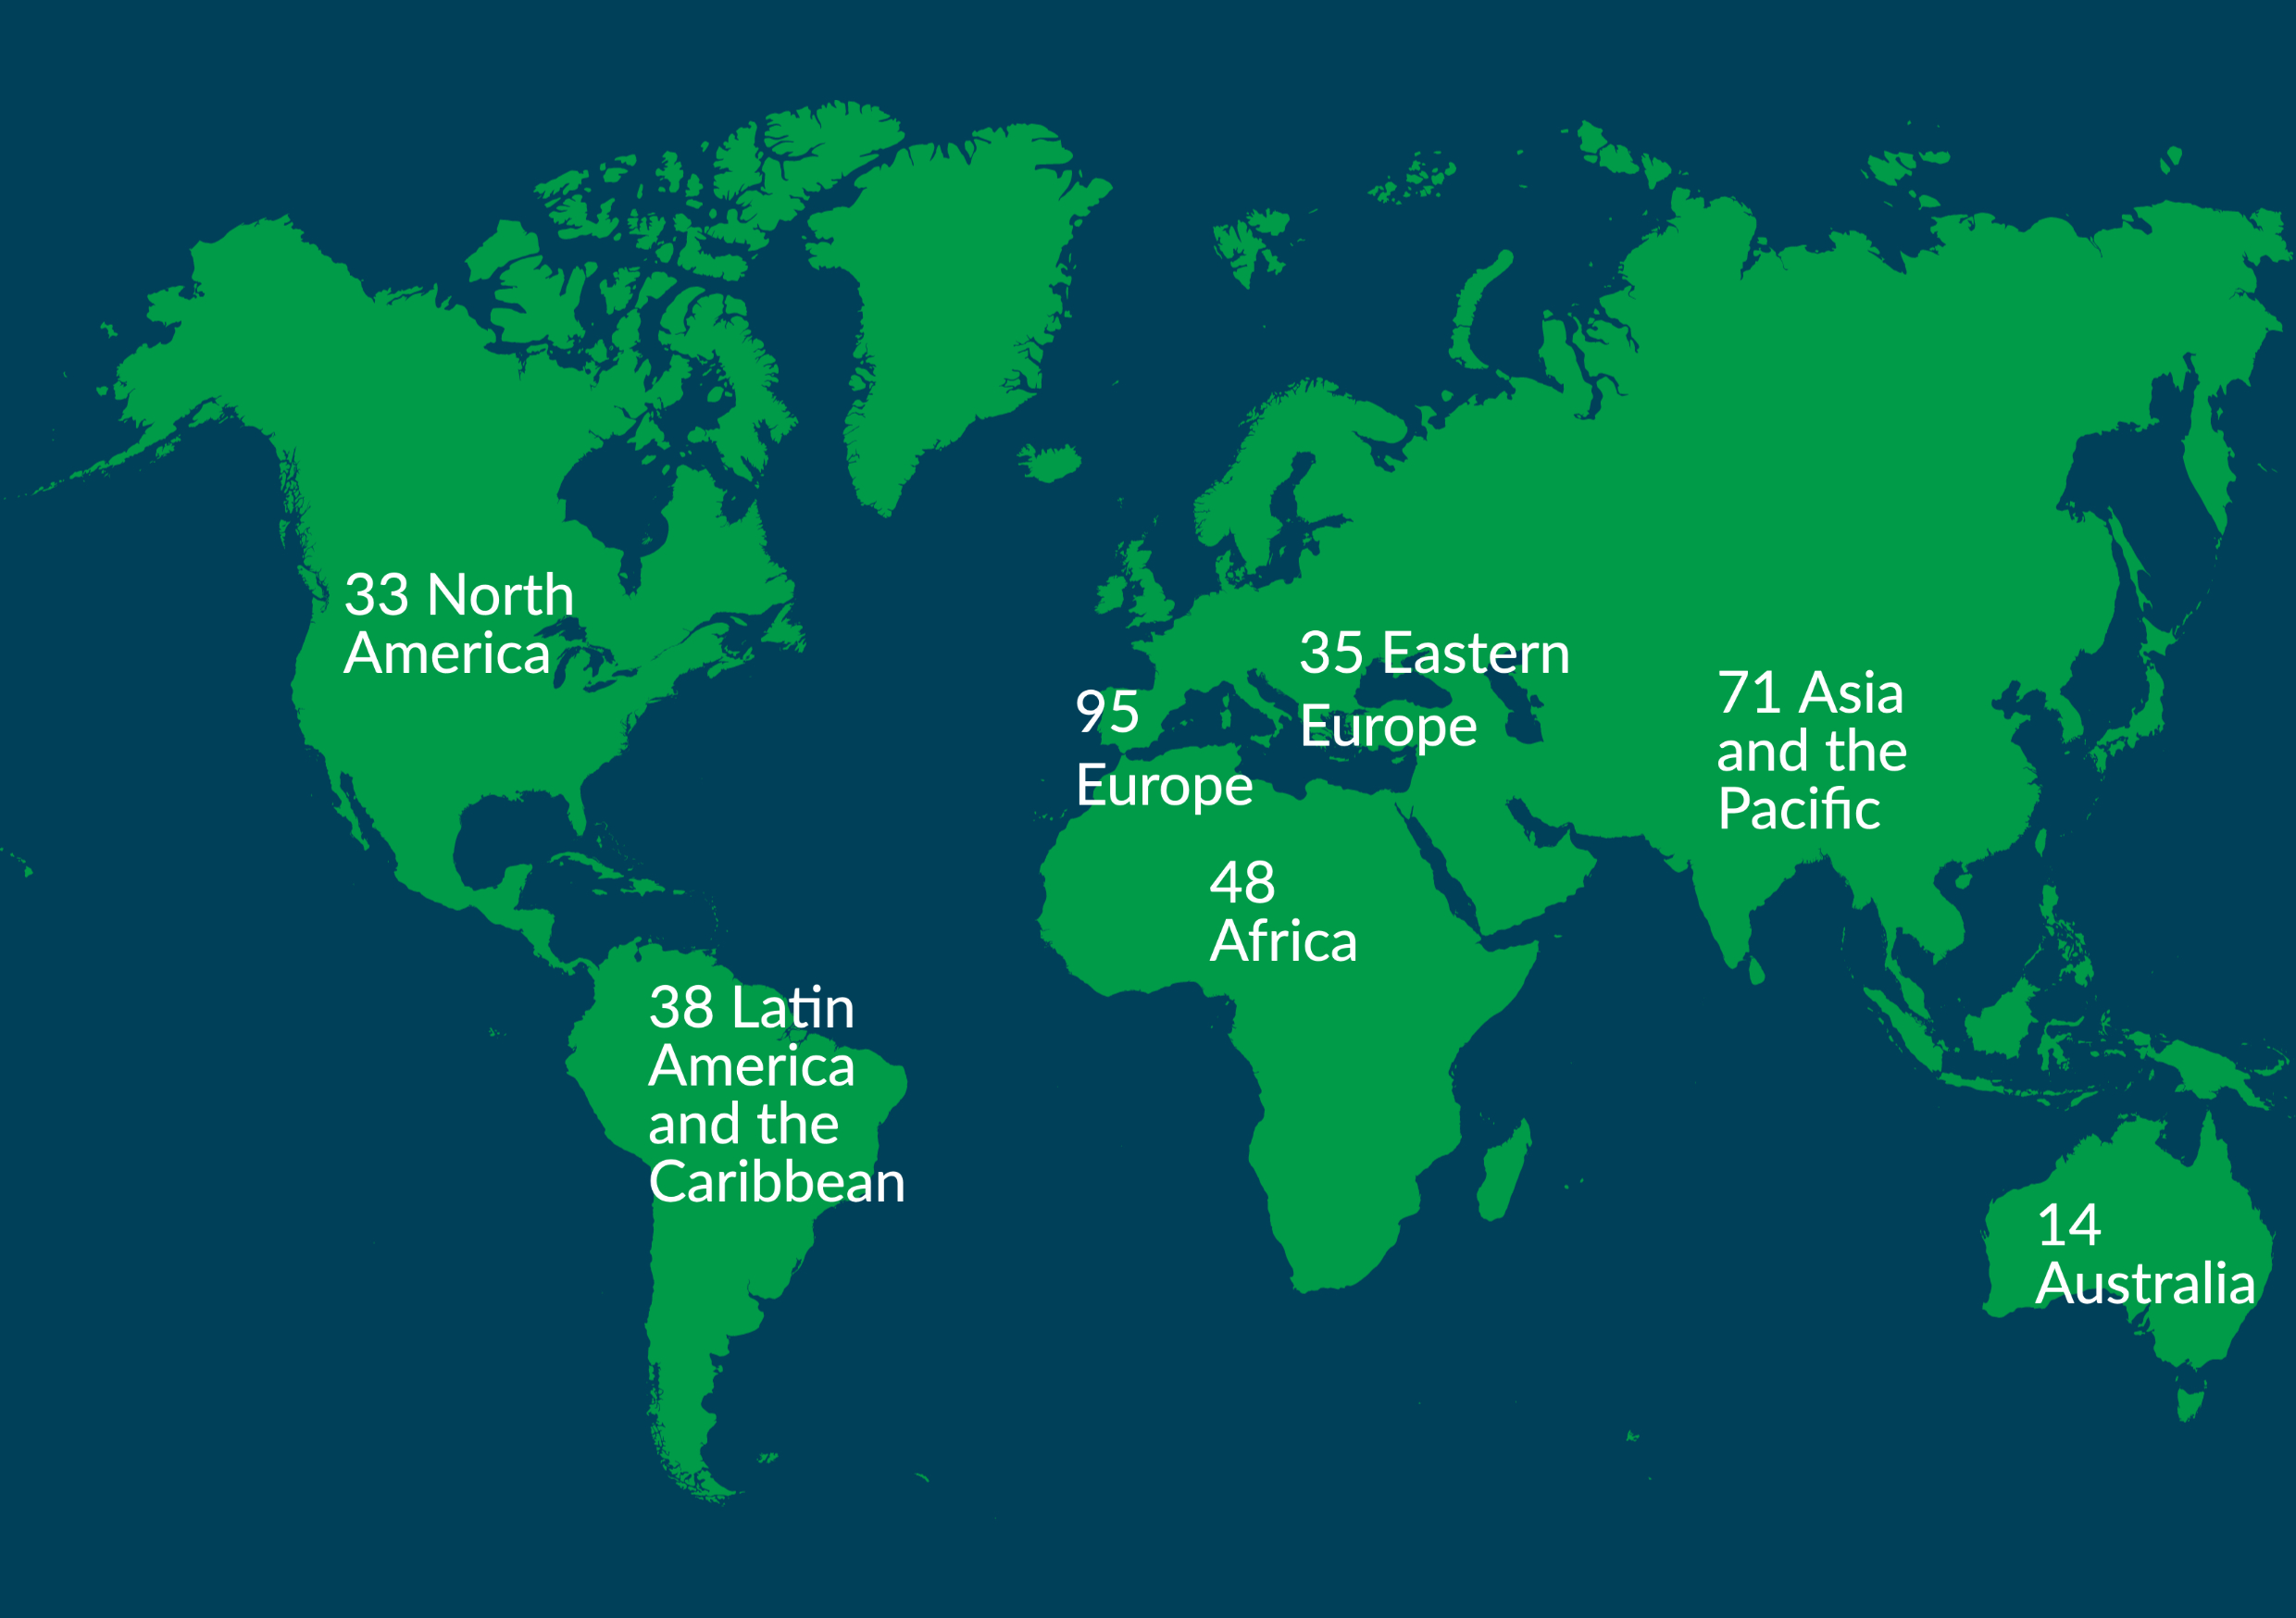 33 North
America
35 Eastern
Europe
95
Europe
71 Asia
and the
Pacific
48
Africa
38 Latin
America
and the
Caribbean
14
Australia